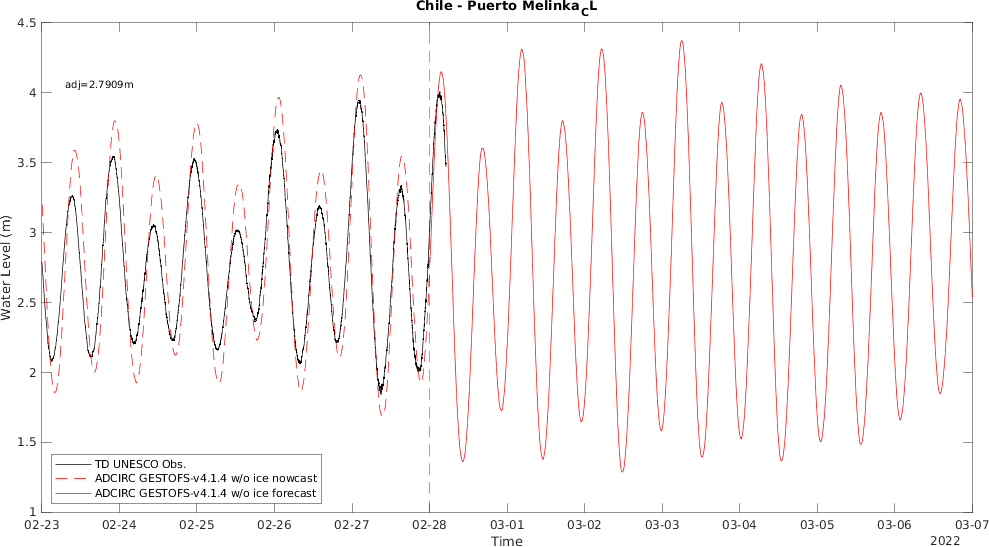 Chile - Puerto Melinka_CL
adj=2.7909m
Water Level (m)
4.5
4
3.5
3
2.5
2
1.5
1
TD UNESCO Obs.
ADCIRC GESTOFS-v4.1.4 w/o ice nowcast
ADCIRC GESTOFS-v4.1.4 w/o ice forecast
02-23 02-24 02-25 02-26 02-27 02-28 03-01 03-02 03-03 03-04 03-05 03-06 03-07
Time
2022